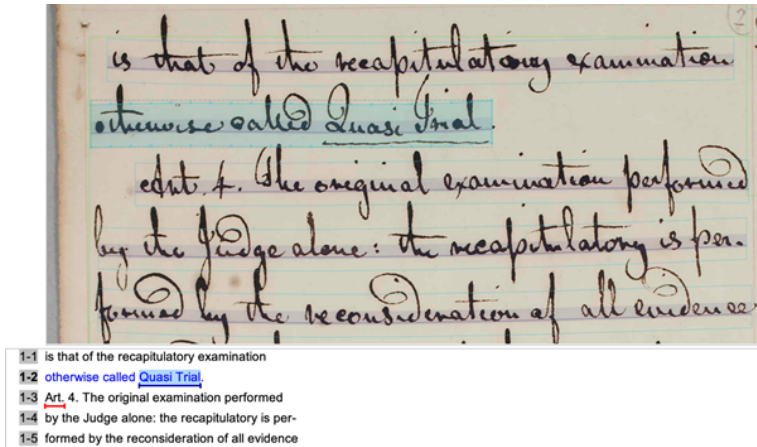 2
is that of the recapitulatory examination
otherwise called Quasi Trial.
Art. 4. The original examination performed
by the Judge alone: the recapitulatory is per-
formed by the reconsideration of all evidence
1-1 is that of the recapitulatory examination
1-2 otherwise called Quasi Trial.
1-3 Art. 4. The original examination performed
1-4 by the Judge alone: the recapitulatory is per-
1-5 formed by the reconsideration of all evidence